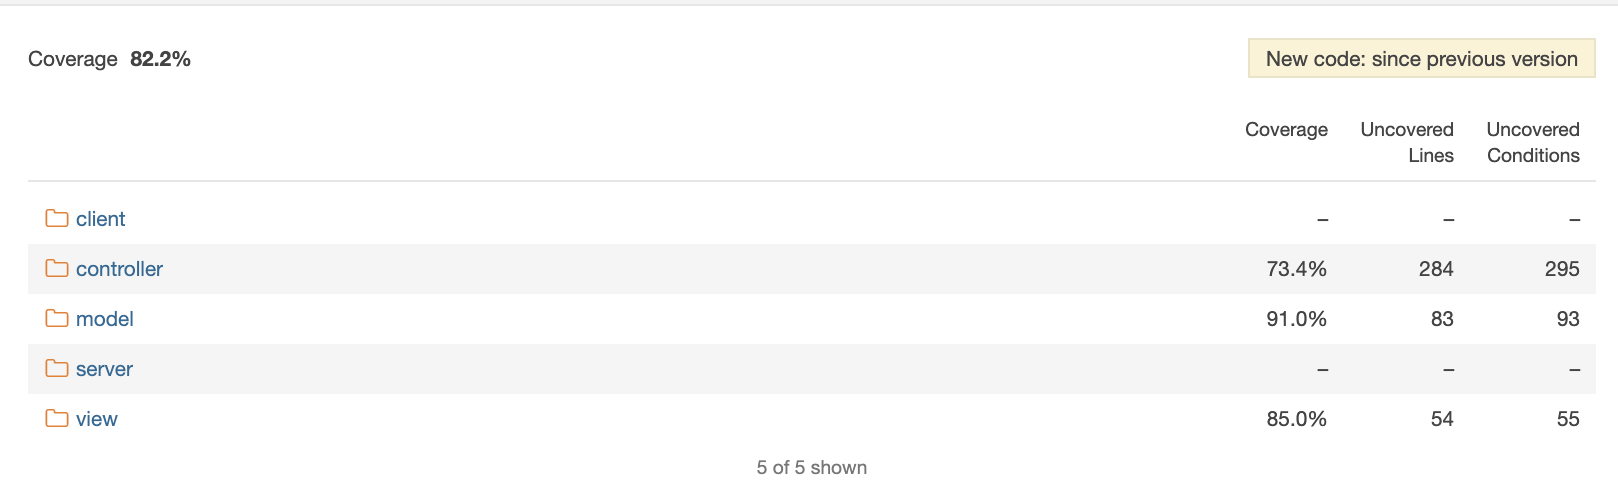 Coverage 82.2%
New code: since previous version
Coverage Uncovered Lines Uncovered Conditions
client – – –
controller 73.4% 284 295
model 91.0% 83 93
server – – –
view 85.0% 54 55
5 of 5 shown